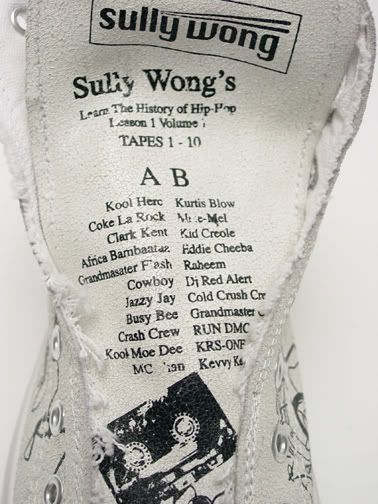 sully wong
Sully Wong's
Learn The History of Hip-Hop
Lesson 1 Volume
TAPES 1 - 10
A B
Kool Herc Kurtis Blow
Coke La Rock
Clark Kent Kid Creole
Africa Bambaataa Eddie Cheeba
Grandmasater Flash Raheem
Cowboy Dj Red Alert
Jazzy Jay Cold Crush Cr
Busy Bee Grandmaster
Crash Crew RUN DMC
Kool Moe Dee KRS-ONE
MC Kevvy